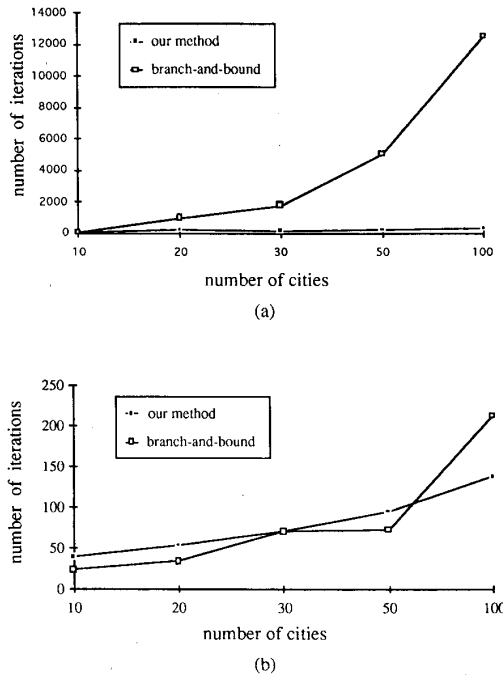 14000
12000
10000
8000
6000
4000
2000
0
number of iterations
our method
branch-and-bound
10 20 30 50 100
number of cities
(a)
250
200
150
100
50
0
number of iterations
our method
branch-and-bound
10 20 30 50 100
number of cities
(b)